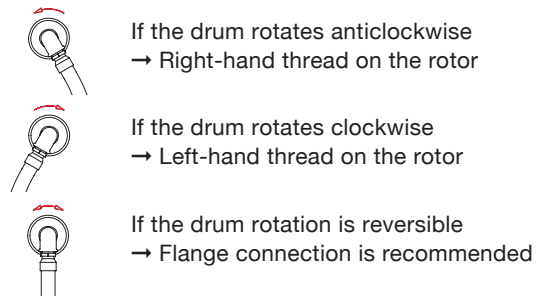 If the drum rotates anticlockwise
→ Right-hand thread on the rotor
If the drum rotates clockwise
→ Left-hand thread on the rotor
If the drum rotation is reversible
→ Flange connection is recommended